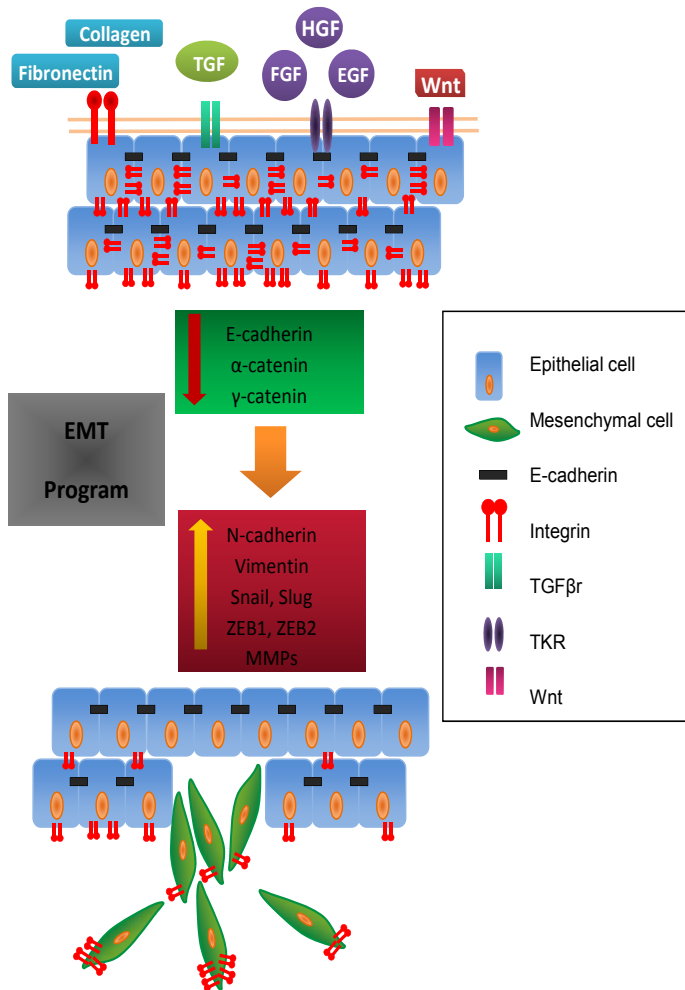 Collagen
Fibronectin
TGF
HGF
FGF
EGF
Wnt
E-cadherin
α-catenin
γ-catenin
EMT
Program
N-cadherin
Vimentin
Snail, Slug
ZEB1, ZEB2
MMPs
Epithelial cell
Mesenchymal cell
E-cadherin
Integrin
TGFβr
TKR
Wnt